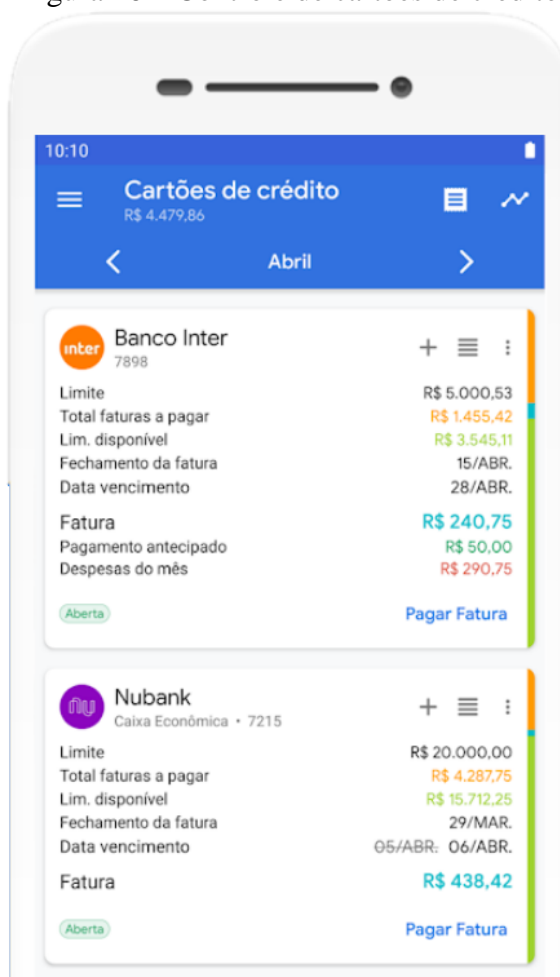 10:10
Cartões de crédito
R$ 4.479,86
Abril
inter
Banco Inter
7898
Limite R$ 5.000,53
Total faturas a pagar R$ 1.455,42
Lim. disponível R$ 3.545,11
Fechamento da fatura 15/ABR.
Data vencimento 28/ABR.
Fatura R$ 240,75
Pagamento antecipado R$ 50,00
Despesas do mês R$ 290,75
Aberta Pagar Fatura
nu
Nubank
Caixa Econômica • 7215
Limite R$ 20.000,00
Total faturas a pagar R$ 4.287,75
Lim. disponível R$ 15.712,25
Fechamento da fatura 29/MAR.
Data vencimento 05/ABR. 06/ABR.
Fatura R$ 438,42
Aberta Pagar Fatura